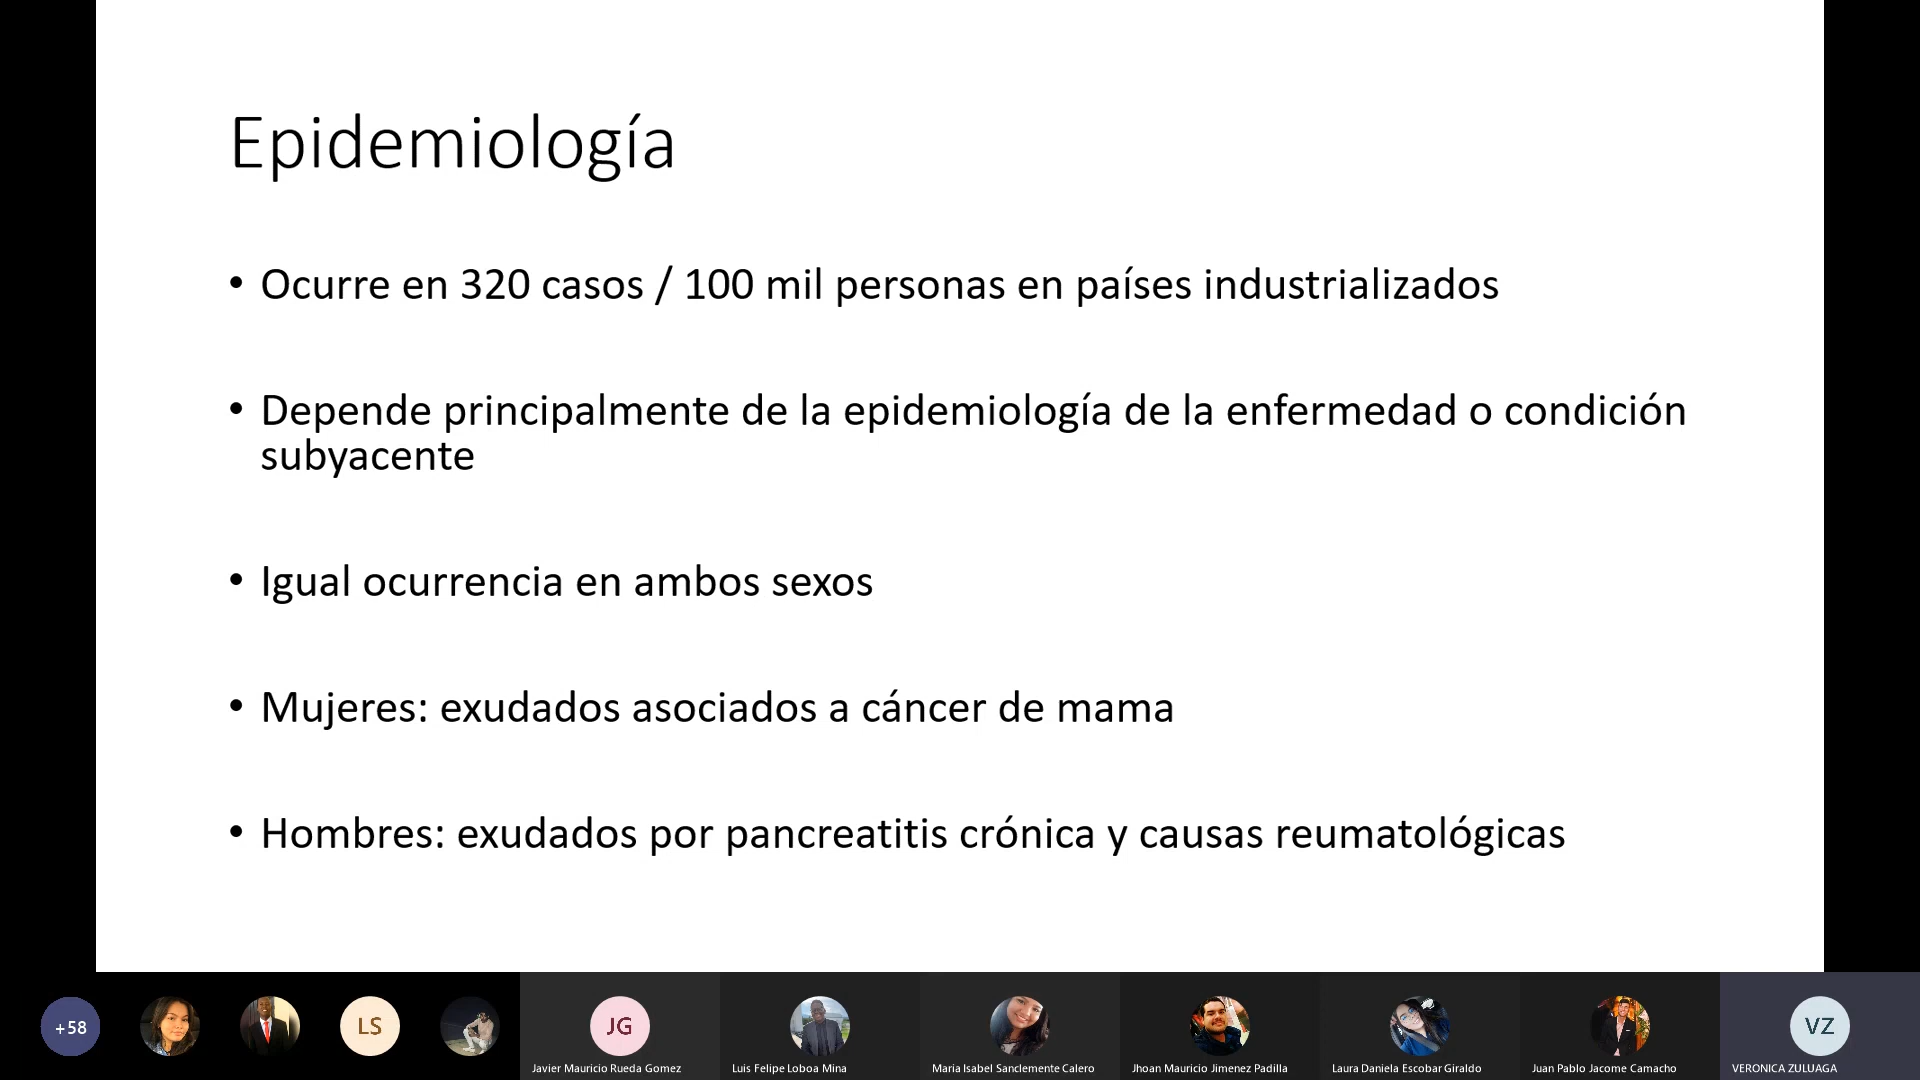 Epidemiología
• Ocurre en 320 casos / 100 mil personas en países industrializados
• Depende principalmente de la epidemiología de la enfermedad o condición
subyacente
• Igual ocurrencia en ambos sexos
• Mujeres: exudados asociados a cáncer de mama
• Hombres: exudados por pancreatitis crónica y causas reumatológicas
+58
LS
JG
VZ
Javier Mauricio Rueda Gomez
Luis Felipe Loboa Mina
Maria Isabel Sanclemente Calero
Jhoan Mauricio Jimenez Padilla
Laura Daniela Escobar Giraldo
Juan Pablo Jacome Camacho
VERONICA ZULUAGA